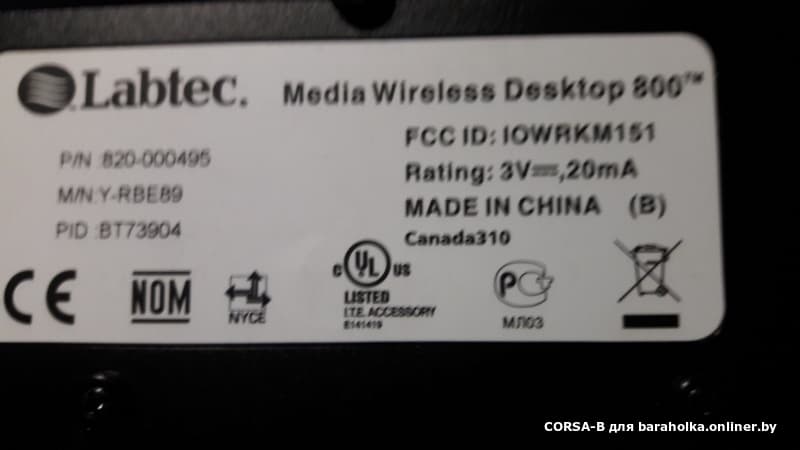 Labtec. Media Wireless Desktop 800™
FCC ID: IOWRKM151
P/N :820-000495
Rating: 3V⎓,20mA
M/N:Y-RBE89
MADE IN CHINA (B)
PID :BT73904
Canada310
CE
NOM
NYCE
c UL US
LISTED
I.T.E. ACCESSORY
E141419
PC
МЛ03
CORSA-B для baraholka.onliner.by